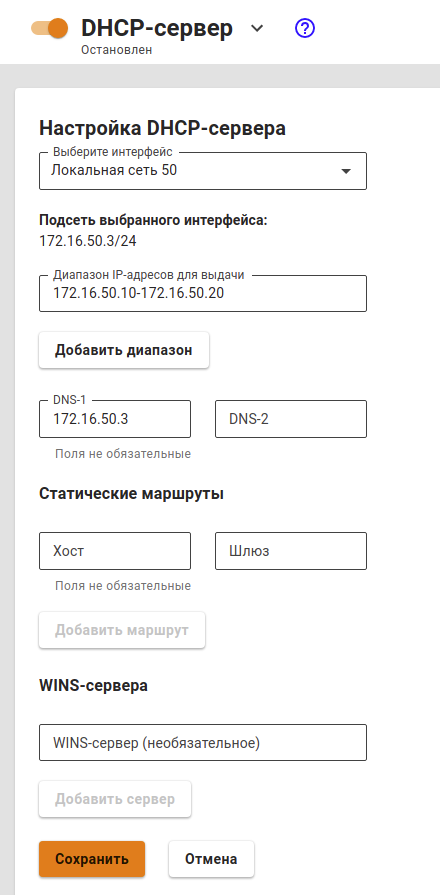 DHCP-сервер
Остановлен
Настройка DHCP-сервера
Выберите интерфейс
Локальная сеть 50
Подсеть выбранного интерфейса:
172.16.50.3/24
Диапазон IP-адресов для выдачи
172.16.50.10-172.16.50.20
Добавить диапазон
DNS-1
172.16.50.3 DNS-2
Поля не обязательные
Статические маршруты
Хост Шлюз
Поля не обязательные
Добавить маршрут
WINS-сервера
WINS-сервер (необязательное)
Добавить сервер
Сохранить Отмена